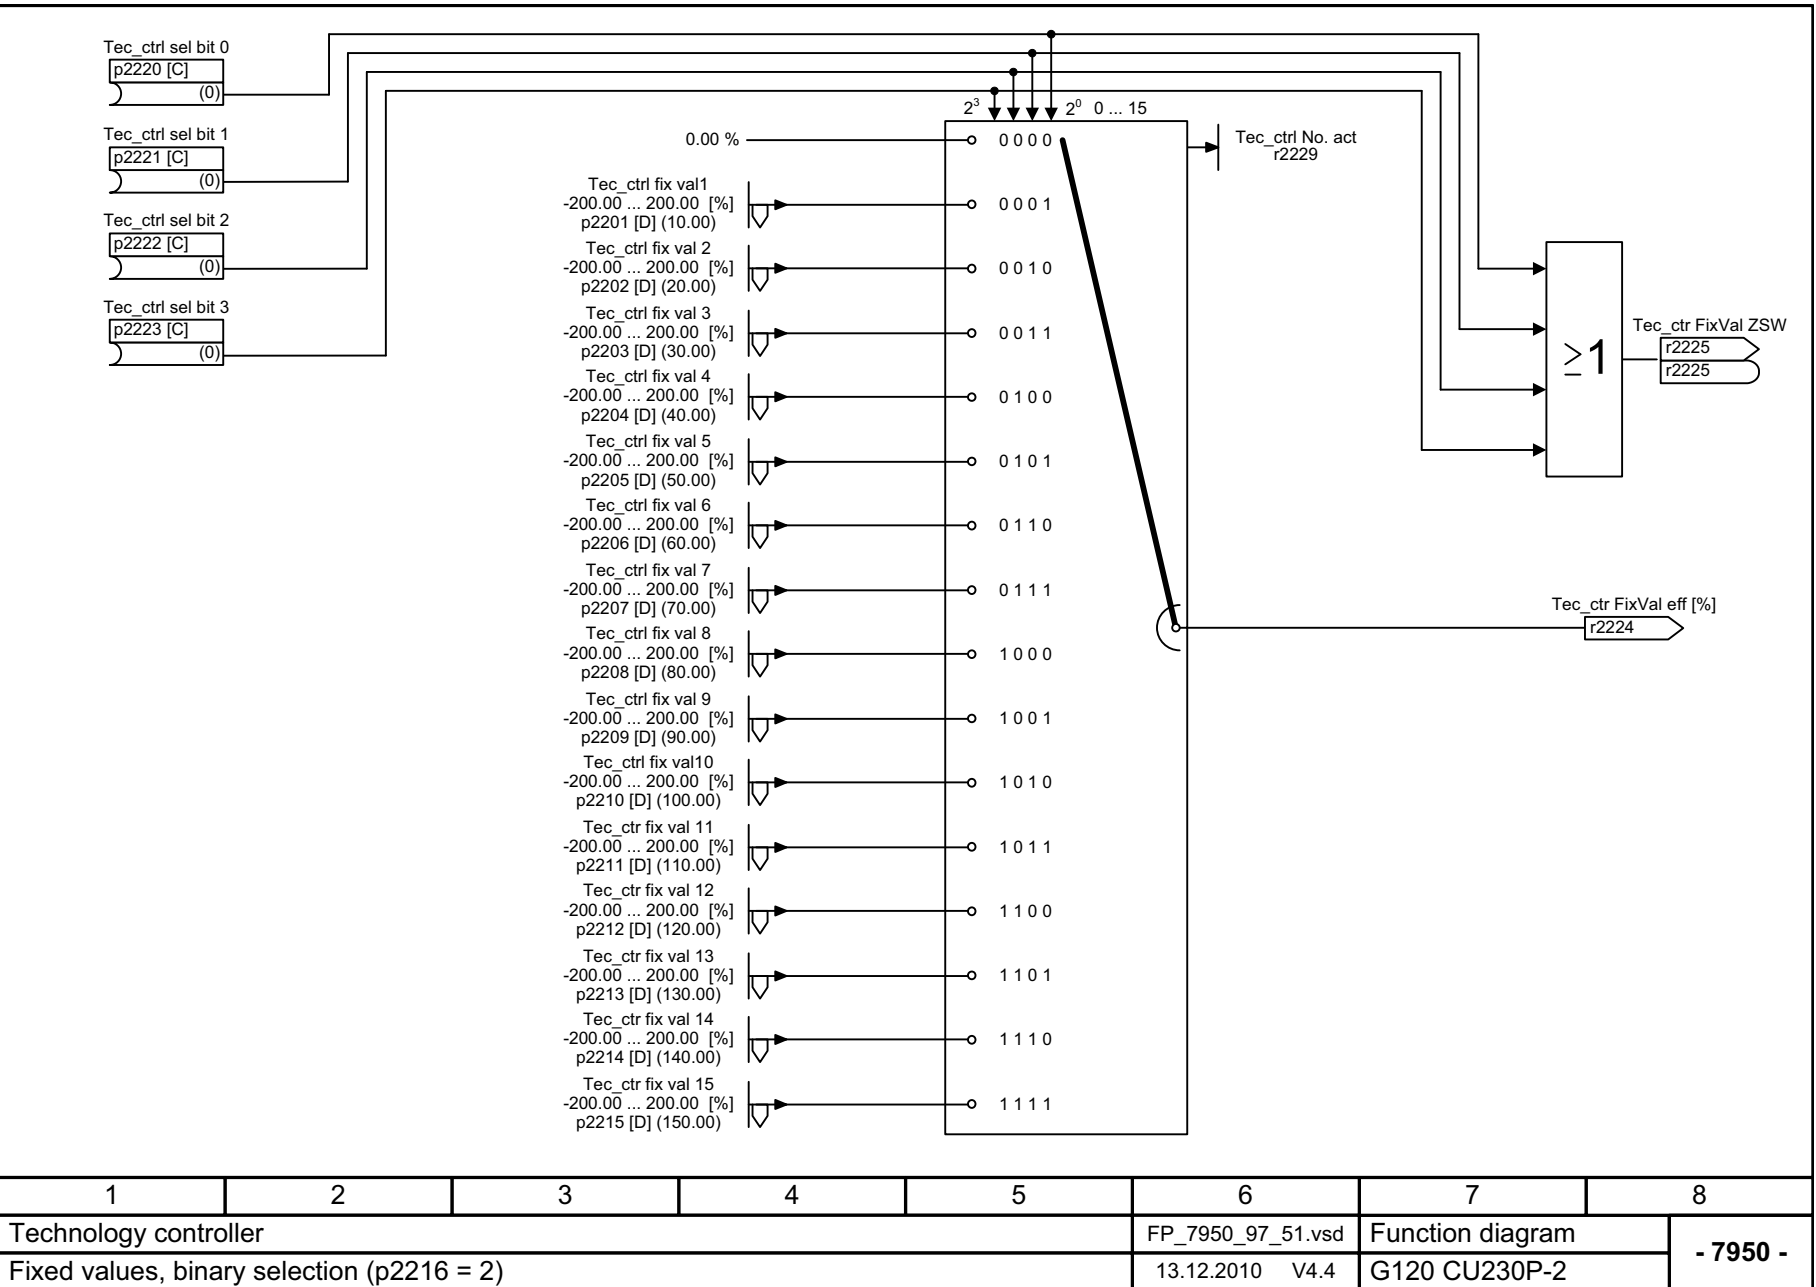 Tec_ctrl sel bit 0
p2220 [C]
(0)
Tec_ctrl sel bit 1
p2221 [C]
(0)
Tec_ctrl sel bit 2
p2222 [C]
(0)
Tec_ctrl sel bit 3
p2223 [C]
(0)
2³ 2⁰ 0 ... 15
0.00 % 0 0 0 0
Tec_ctrl No. act
r2229
Tec_ctrl fix val1
-200.00 ... 200.00 [%] 0 0 0 1
p2201 [D] (10.00)
Tec_ctrl fix val 2
-200.00 ... 200.00 [%] 0 0 1 0
p2202 [D] (20.00)
Tec_ctrl fix val 3
-200.00 ... 200.00 [%] 0 0 1 1
p2203 [D] (30.00)
Tec_ctrl fix val 4
-200.00 ... 200.00 [%] 0 1 0 0
p2204 [D] (40.00)
Tec_ctrl fix val 5
-200.00 ... 200.00 [%] 0 1 0 1
p2205 [D] (50.00)
Tec_ctrl fix val 6
-200.00 ... 200.00 [%] 0 1 1 0
p2206 [D] (60.00)
Tec_ctrl fix val 7
-200.00 ... 200.00 [%] 0 1 1 1
p2207 [D] (70.00)
Tec_ctrl fix val 8
-200.00 ... 200.00 [%] 1 0 0 0
p2208 [D] (80.00)
Tec_ctrl fix val 9
-200.00 ... 200.00 [%] 1 0 0 1
p2209 [D] (90.00)
Tec_ctrl fix val10
-200.00 ... 200.00 [%] 1 0 1 0
p2210 [D] (100.00)
Tec_ctr fix val 11
-200.00 ... 200.00 [%] 1 0 1 1
p2211 [D] (110.00)
Tec_ctr fix val 12
-200.00 ... 200.00 [%] 1 1 0 0
p2212 [D] (120.00)
Tec_ctr fix val 13
-200.00 ... 200.00 [%] 1 1 0 1
p2213 [D] (130.00)
Tec_ctr fix val 14
-200.00 ... 200.00 [%] 1 1 1 0
p2214 [D] (140.00)
Tec_ctr fix val 15
-200.00 ... 200.00 [%] 1 1 1 1
p2215 [D] (150.00)
≥1
Tec_ctr FixVal ZSW
r2225
r2225
Tec_ctr FixVal eff [%]
r2224
1 2 3 4 5 6 7 8
Technology controller FP_7950_97_51.vsd Function diagram - 7950 -
Fixed values, binary selection (p2216 = 2) 13.12.2010 V4.4 G120 CU230P-2